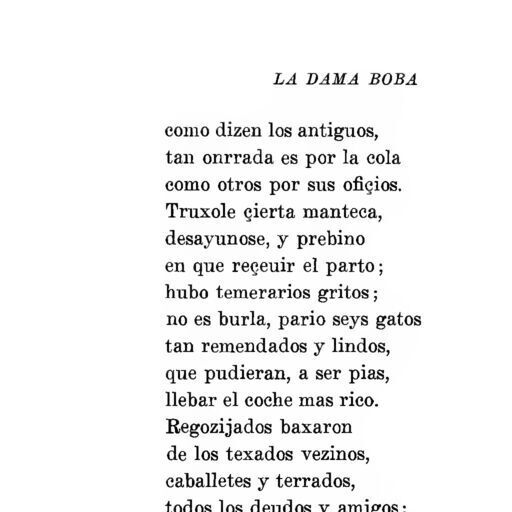 LA DAMA BOBA
como dizen los antiguos,
tan onrrada es por la cola
como otros por sus ofiçios.
Truxole çierta manteca,
desayunose, y prebino
en que reçeuir el parto;
hubo temerarios gritos;
no es burla, pario seys gatos
tan remendados y lindos,
que pudieran, a ser pias,
llebar el coche mas rico.
Regozijados baxaron
de los texados vezinos,
caballetes y terrados,
todos los deudos y amigos: